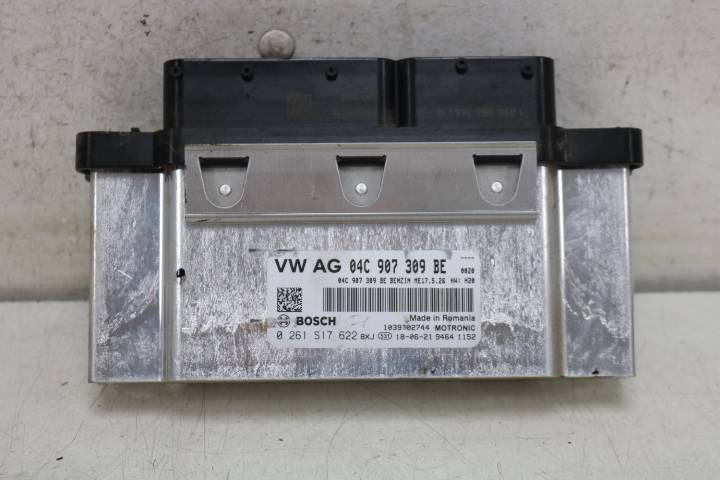 VW AG 04C 907 309 BE
0020
04C 907 309 BE BENZIN ME17.5.26 HW: H20
BOSCH
Made in Romania
1039702744 MOTRONIC
0 261 S17 622 BXJ 331 18-06-21 9464 1152